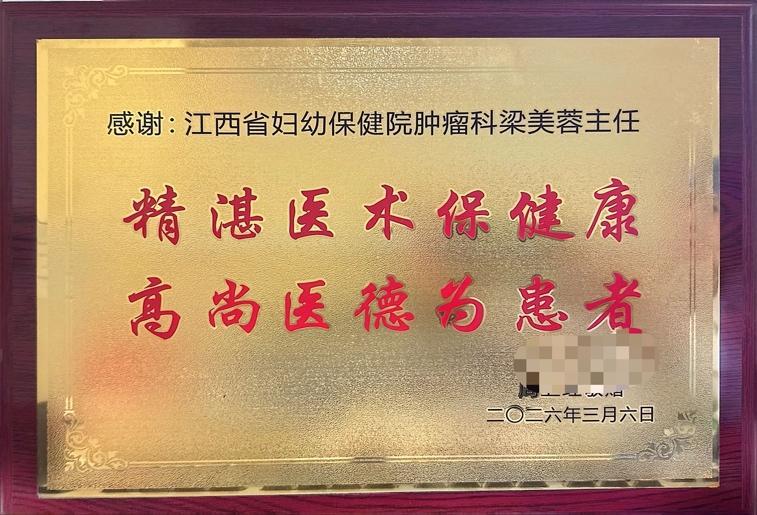 感谢：江西省妇幼保健院肿瘤科梁美蓉主任
精湛医术保健康
高尚医德为患者
敬赠
二〇二六年三月六日